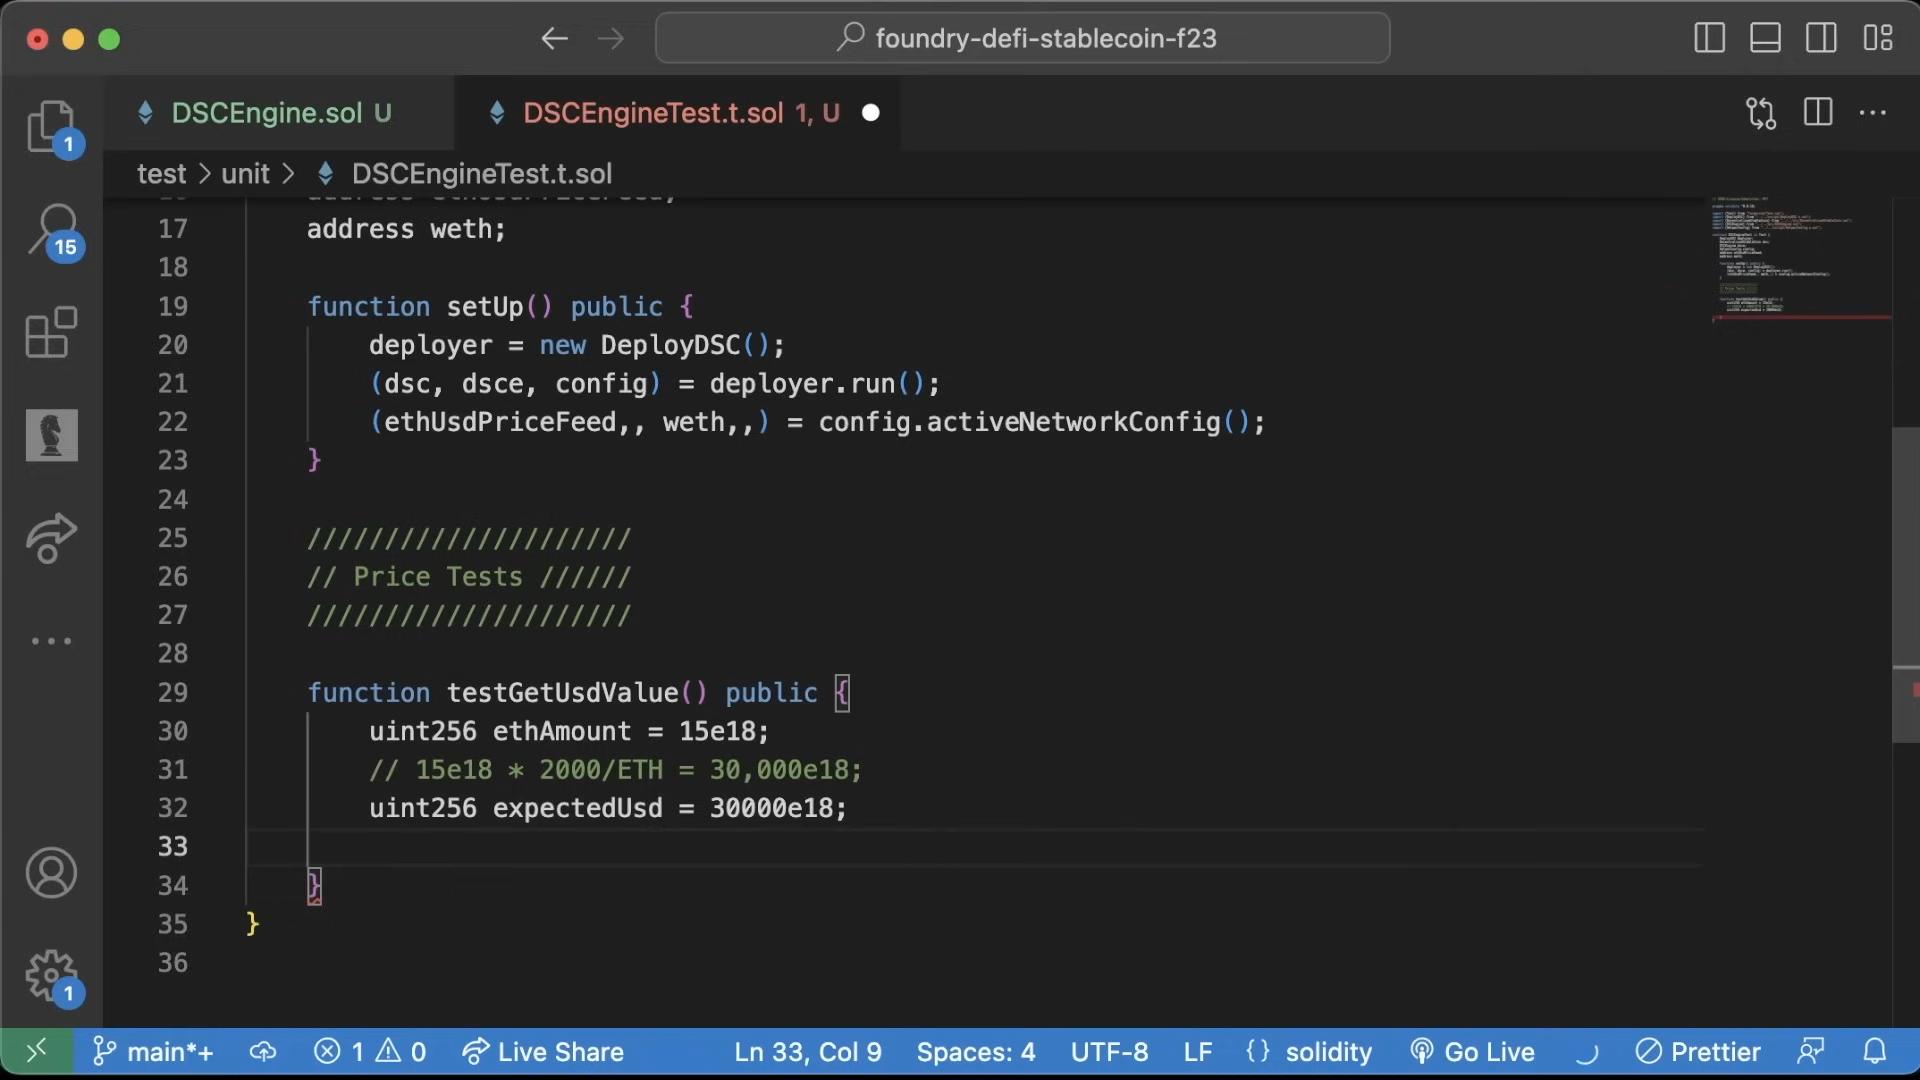 foundry-defi-stablecoin-f23
DSCEngine.sol U
DSCEngineTest.t.sol 1, U
test > unit > DSCEngineTest.t.sol
1
15
17 address weth;
18
19 function setUp() public {
20 deployer = new DeployDSC();
21 (dsc, dsce, config) = deployer.run();
22 (ethUsdPriceFeed,, weth,,) = config.activeNetworkConfig();
23 }
24
25 /////////////////////
26 // Price Tests //////
27 /////////////////////
28
29 function testGetUsdValue() public {
30 uint256 ethAmount = 15e18;
31 // 15e18 * 2000/ETH = 30,000e18;
32 uint256 expectedUsd = 30000e18;
33
34 }
35 }
36
1
main*+ 1 0 Live Share Ln 33, Col 9 Spaces: 4 UTF-8 LF {} solidity Go Live Prettier